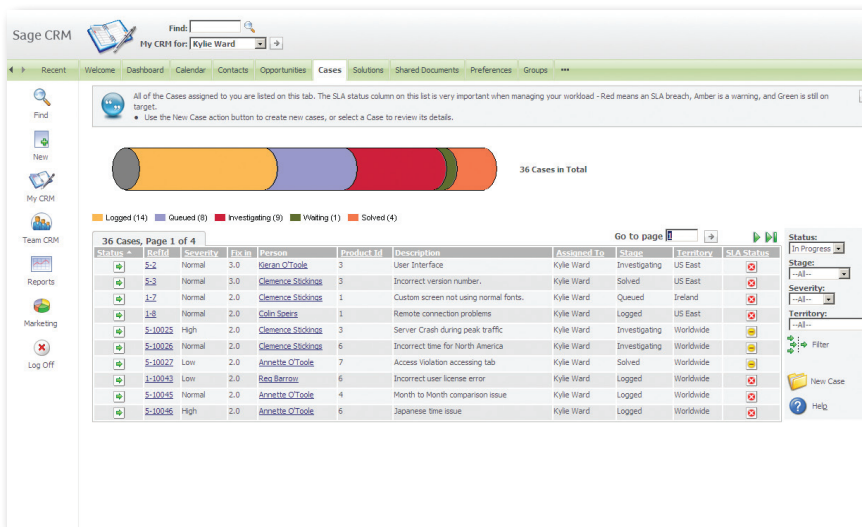 Sage CRM
Find:
My CRM for: Kylie Ward
Recent Welcome Dashboard Calendar Contacts Opportunities Cases Solutions Shared Documents Preferences Groups •••
Find
New
My CRM
Team CRM
Reports
Marketing
Log Off
All of the Cases assigned to you are listed on this tab. The SLA status column on this list is very important when managing your workload - Red means an SLA breach, Amber is a warning, and Green is still on
target.
• Use the New Case action button to create new cases, or select a Case to review its details.
36 Cases in Total
Logged (14) Queued (8) Investigating (9) Waiting (1) Solved (4)
36 Cases, Page 1 of 4
Go to page 1
Status RefId Severity Fix in Person Product Id Description Assigned To Stage Territory SLA Status
5-2 Normal 3.0 Kieran O'Toole 3 User Interface Kylie Ward Investigating US East
5-3 Normal 3.0 Clemence Stickings 3 Incorrect version number. Kylie Ward Solved US East
1-7 Normal 2.0 Clemence Stickings 1 Custom screen not using normal fonts. Kylie Ward Queued Ireland
1-8 Normal 2.0 Colin Speirs 1 Remote connection problems Kylie Ward Logged US East
5-10025 High 2.0 Clemence Stickings 3 Server Crash during peak traffic Kylie Ward Investigating Worldwide
5-10026 Normal 2.0 Clemence Stickings 6 Incorrect time for North America Kylie Ward Investigating Worldwide
5-10027 Low 2.0 Annette O'Toole 7 Access Violation accessing tab Kylie Ward Solved Worldwide
1-10043 Low 2.0 Reg Barrow 6 Incorrect user license error Kylie Ward Logged Worldwide
5-10045 Normal 2.0 Annette O'Toole 4 Month to Month comparison issue Kylie Ward Logged Worldwide
5-10046 High 2.0 Annette O'Toole 6 Japanese time issue Kylie Ward Logged Worldwide
Status:
In Progress
Stage:
--All--
Severity:
--All--
Territory:
--All--
Filter
New Case
Help